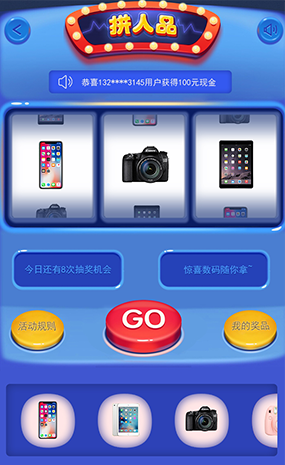 拼人品
恭喜132****3145用户获得100元现金
今日还有8次抽奖机会
惊喜数码随你拿~
活动规则
GO
我的奖品